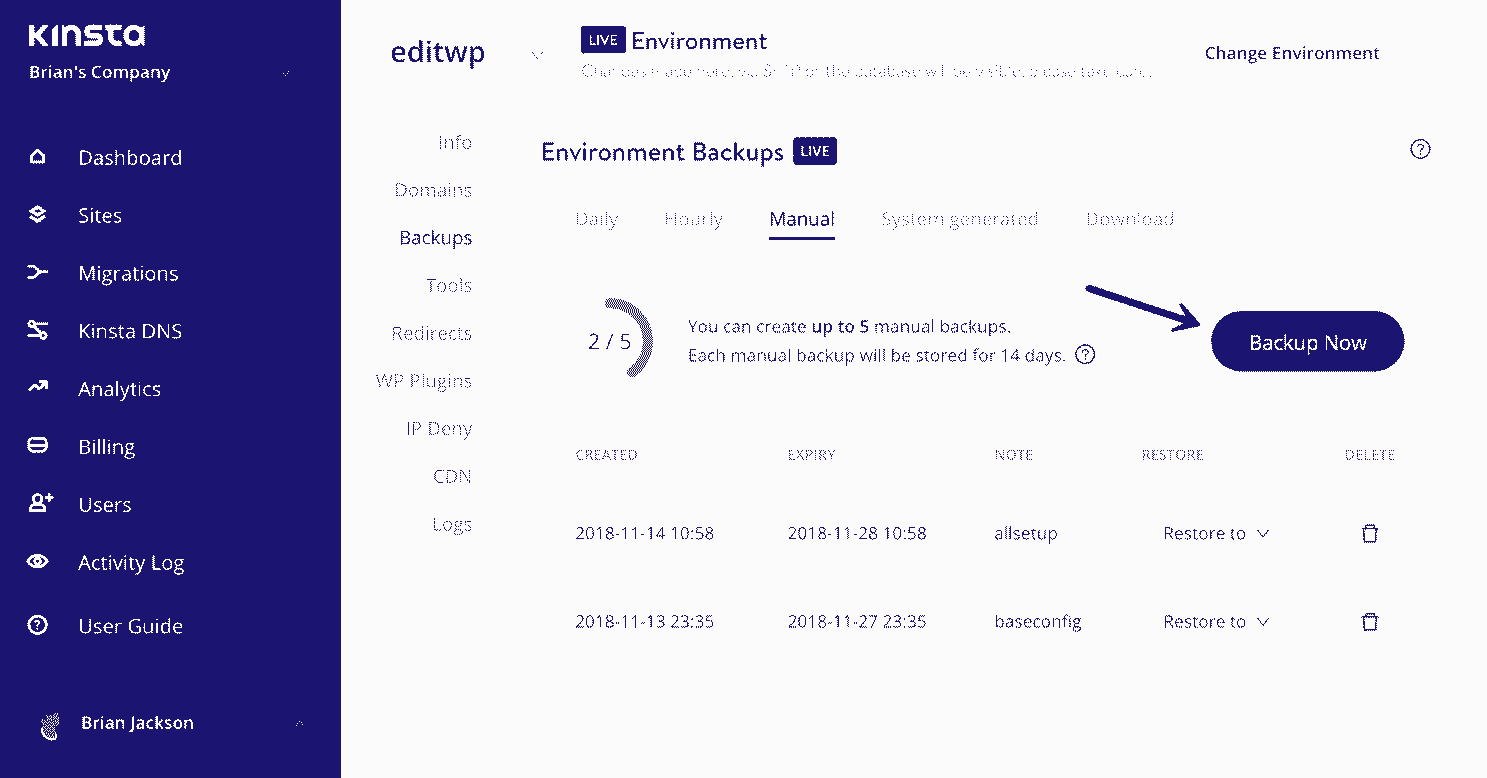 KINSTA
Brian's Company
Dashboard
Sites
Migrations
Kinsta DNS
Analytics
Billing
Users
Activity Log
User Guide
Brian Jackson
editwp
LIVE Environment
Change Environment
Info
Domains
Backups
Tools
Redirects
WP Plugins
IP Deny
CDN
Logs
Environment Backups LIVE
Daily Hourly Manual System generated Download
2 / 5
You can create up to 5 manual backups.
Each manual backup will be stored for 14 days.
Backup Now
CREATED EXPIRY NOTE RESTORE DELETE
2018-11-14 10:58 2018-11-28 10:58 allsetup Restore to
2018-11-13 23:35 2018-11-27 23:35 baseconfig Restore to